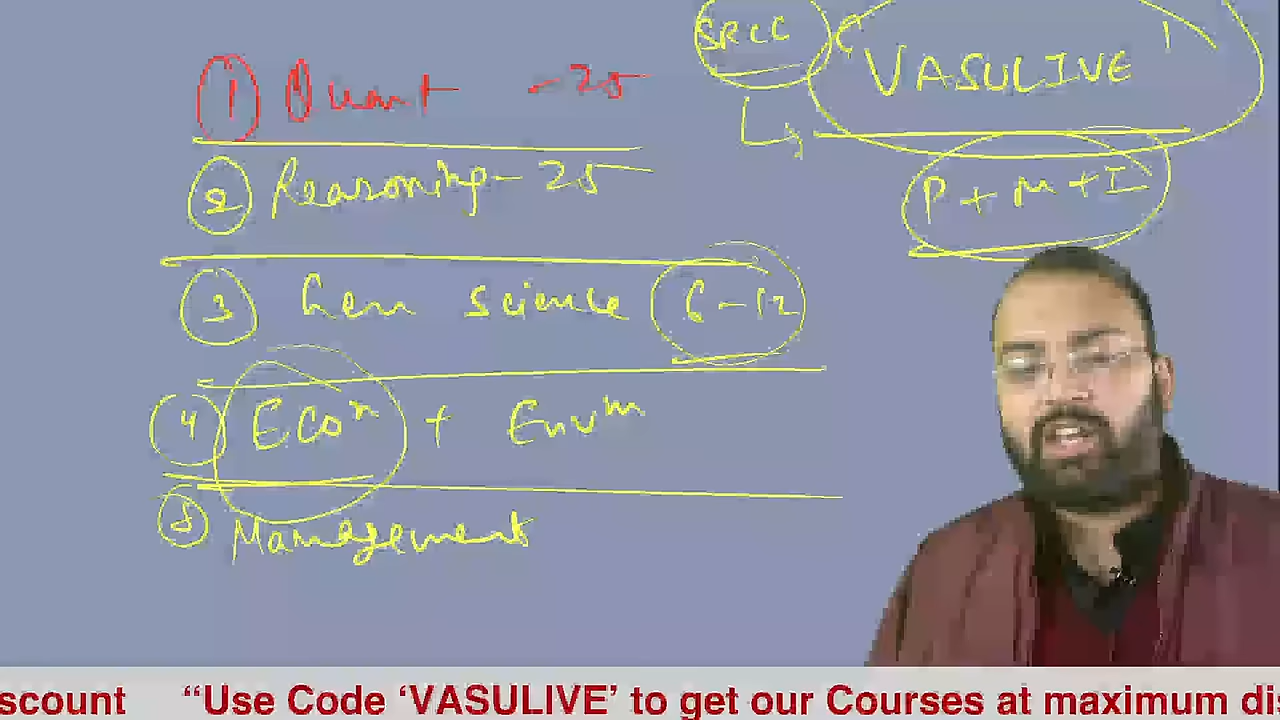 SRCC
VASULIVE
P + M + I
① Quant - 25
② Reasoning - 25
③ Gen Science 6-12
④ Ecoⁿ + Envᵐ
⑤ Management
scount “Use Code ‘VASULIVE’ to get our Courses at maximum di